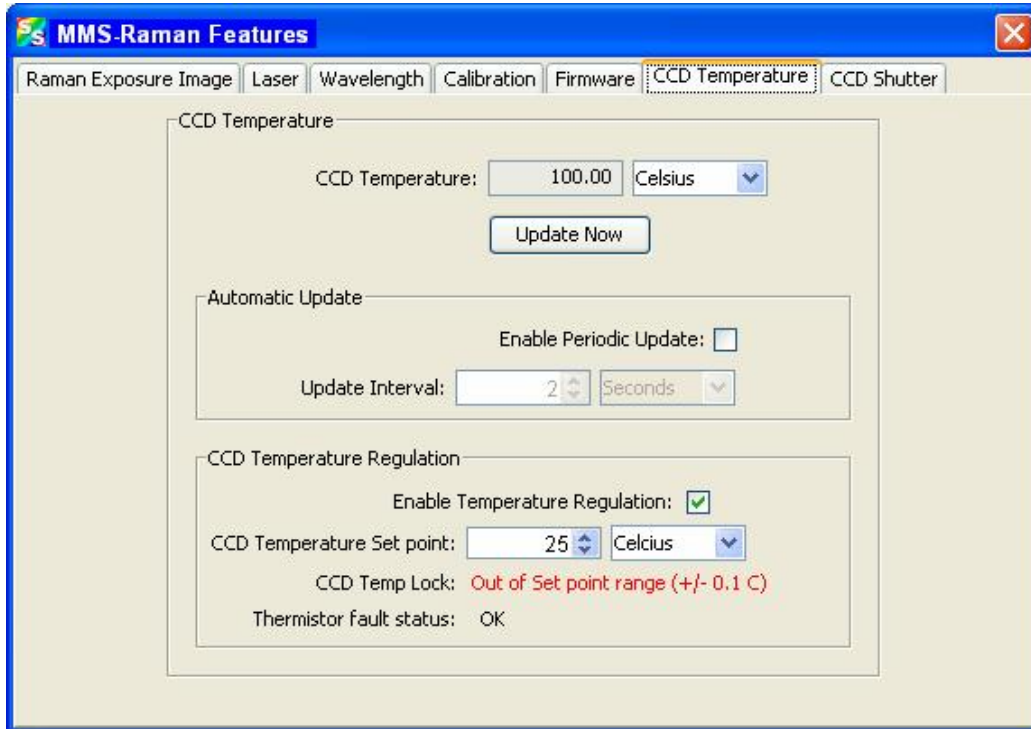 SS MMS-Raman Features
Raman Exposure Image Laser Wavelength Calibration Firmware CCD Temperature CCD Shutter
CCD Temperature
CCD Temperature: 100.00 Celsius
Update Now
Automatic Update
Enable Periodic Update:
Update Interval: 2 Seconds
CCD Temperature Regulation
Enable Temperature Regulation:
CCD Temperature Set point: 25 Celcius
CCD Temp Lock: Out of Set point range (+/- 0.1 C)
Thermistor fault status: OK